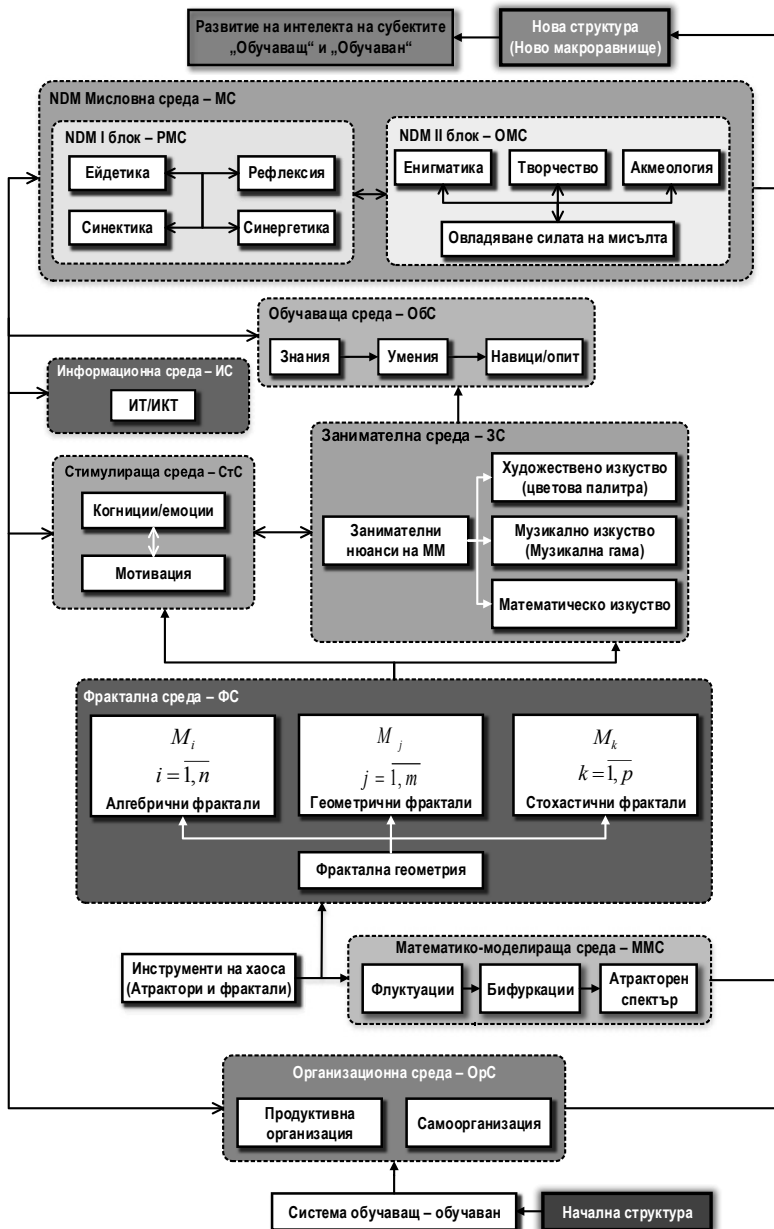 Развитие на интелекта на субектите
„Обучаващ“ и „Обучаван“
Нова структура
(Ново макроравнище)
NDM Мисловна среда – МС
NDM I блок – РМС
Ейдетика
Рефлексия
Синектика
Синергетика
NDM II блок – ОМС
Енигматика
Творчество
Акмеология
Овладяване силата на мисълта
Обучаваща среда – ОбС
Знания
Умения
Навици/опит
Информационна среда – ИС
ИТ/ИКТ
Занимателна среда – ЗС
Занимателни
нюанси на ММ
Художествено изкуство
(цветова палитра)
Музикално изкуство
(Музикална гама)
Математическо изкуство
Стимулираща среда – СтС
Когниции/емоции
Мотивация
Фрактална среда – ФС
M_i
i = \overline{1, n}
Алгебрични фрактали
M_j
j = \overline{1, m}
Геометрични фрактали
M_k
k = \overline{1, p}
Стохастични фрактали
Фрактална геометрия
Инструменти на хаоса
(Атрактори и фрактали)
Математико-моделираща среда – ММС
Флуктуации
Бифуркации
Атракторен
спектър
Организационна среда – ОрС
Продуктивна
организация
Самоорганизация
Система обучаващ – обучаван
Начална структура